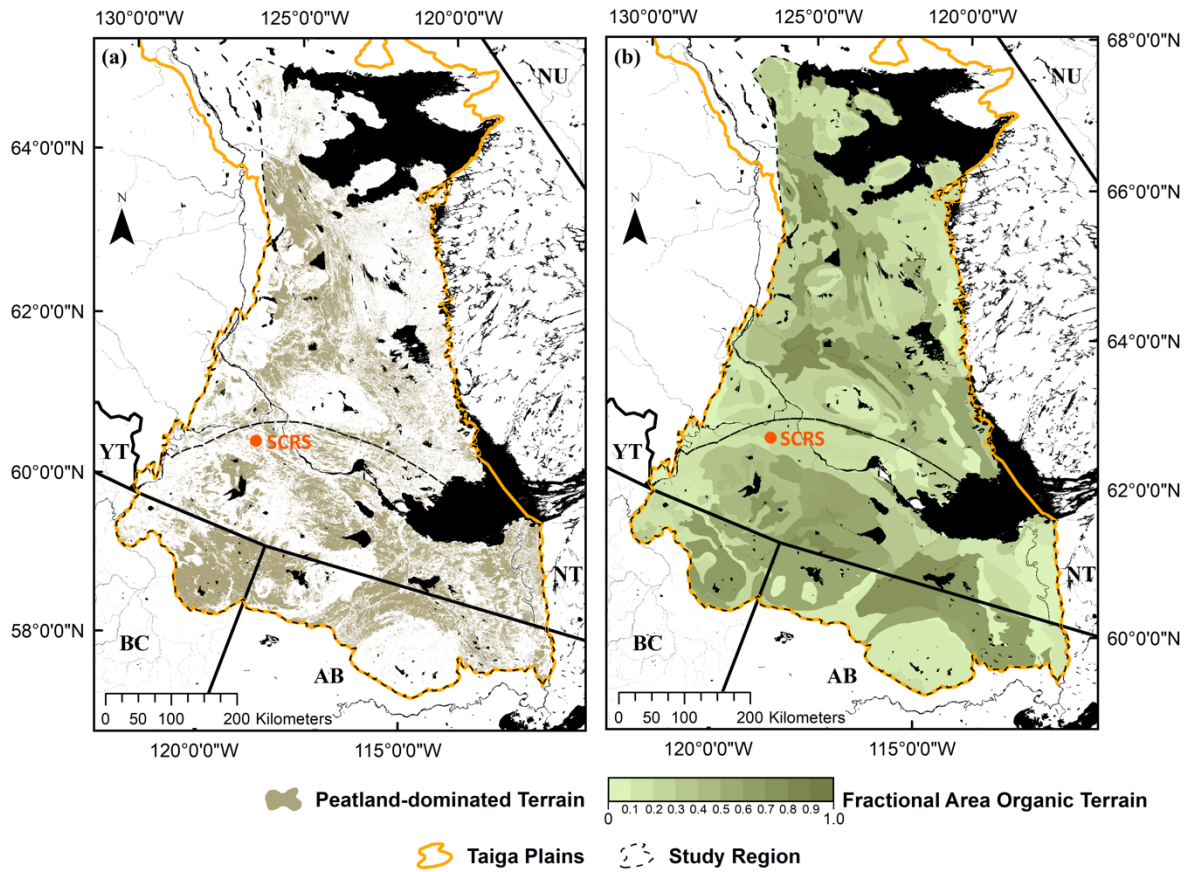 130°0'0"W 125°0'0"W 120°0'0"W 130°0'0"W 125°0'0"W 120°0'0"W
(a) NU (b) NU
68°0'0"N
64°0'0"N
66°0'0"N
N N
62°0'0"N
64°0'0"N
YT SCRS YT SCRS
60°0'0"N
62°0'0"N
NT NT
58°0'0"N
60°0'0"N
BC AB BC AB
0 50 100 200 Kilometers 0 50 100 200 Kilometers
120°0'0"W 115°0'0"W 120°0'0"W 115°0'0"W
Peatland-dominated Terrain
0.1 0.2 0.3 0.4 0.5 0.6 0.7 0.8 0.9
0 1.0
Fractional Area Organic Terrain
Taiga Plains Study Region